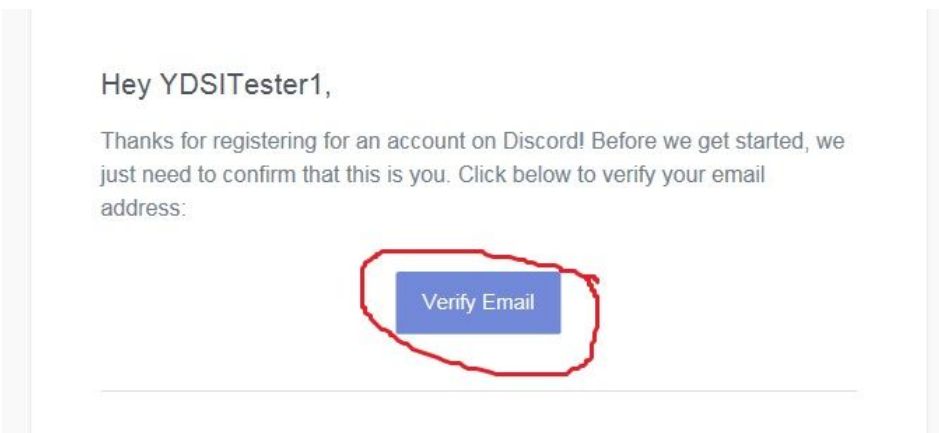 Hey YDSITester1,
Thanks for registering for an account on Discord! Before we get started, we
just need to confirm that this is you. Click below to verify your email
address:
Verify Email